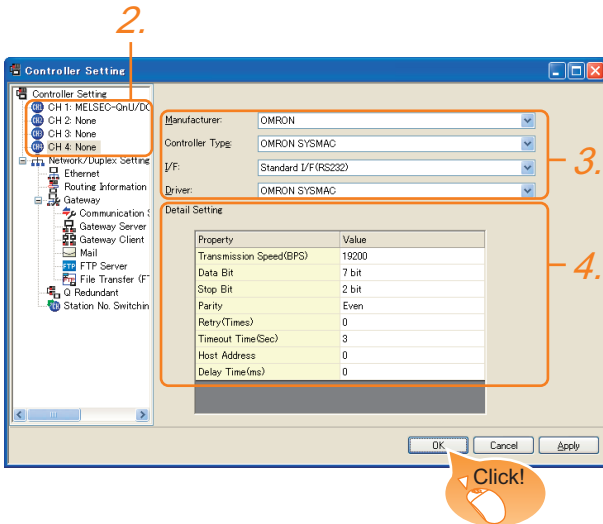 2.
Controller Setting
Controller Setting
CH 1: MELSEC-QnU/DC
CH 2: None
CH 3: None
CH 4: None
Network/Duplex Setting
Ethernet
Routing Information
Gateway
Communication S
Gateway Server
Gateway Client
Mail
FTP Server
File Transfer (F
Q Redundant
Station No. Switchin
Manufacturer: OMRON
Controller Type: OMRON SYSMAC
I/F: Standard I/F(RS232)
Driver: OMRON SYSMAC
3.
Detail Setting
Property Value
Transmission Speed(BPS) 19200
Data Bit 7 bit
Stop Bit 2 bit
Parity Even
Retry(Times) 0
Timeout Time(Sec) 3
Host Address 0
Delay Time(ms) 0
4.
OK Cancel Apply
Click!